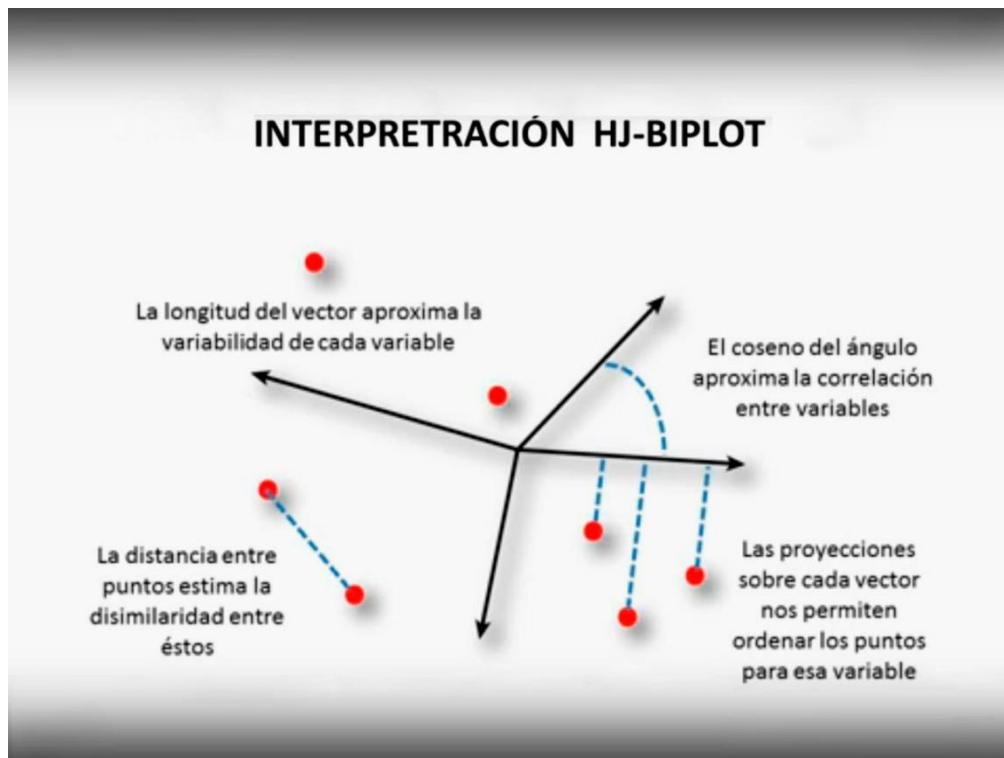 INTERPRETRACIÓN HJ-BIPLOT
La longitud del vector aproxima la
variabilidad de cada variable
El coseno del ángulo
aproxima la correlación
entre variables
La distancia entre
puntos estima la
disimilaridad entre
éstos
Las proyecciones
sobre cada vector
nos permiten
ordenar los puntos
para esa variable